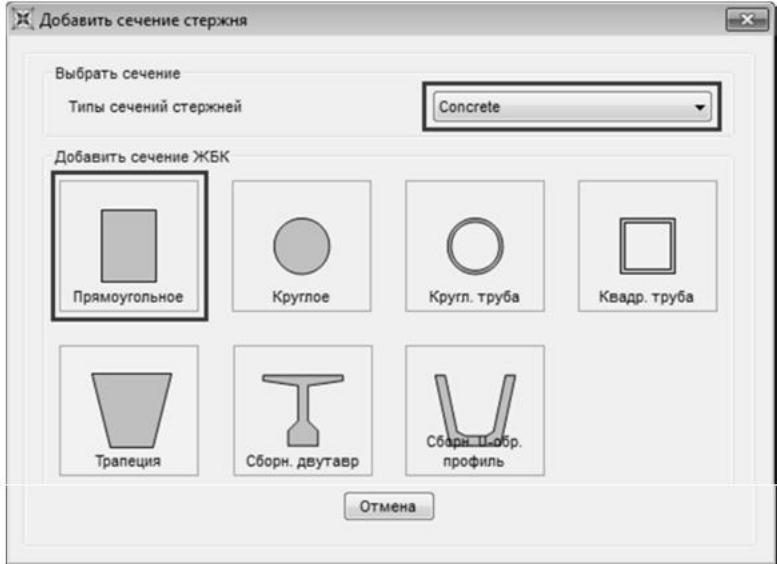 Добавить сечение стержня
Выбрать сечение
Типы сечений стержней
Concrete
Добавить сечение ЖБК
Прямоугольное
Круглое
Кругл. труба
Квадр. труба
Трапеция
Сборн. двутавр
Сборн. U-обр.
профиль
Отмена